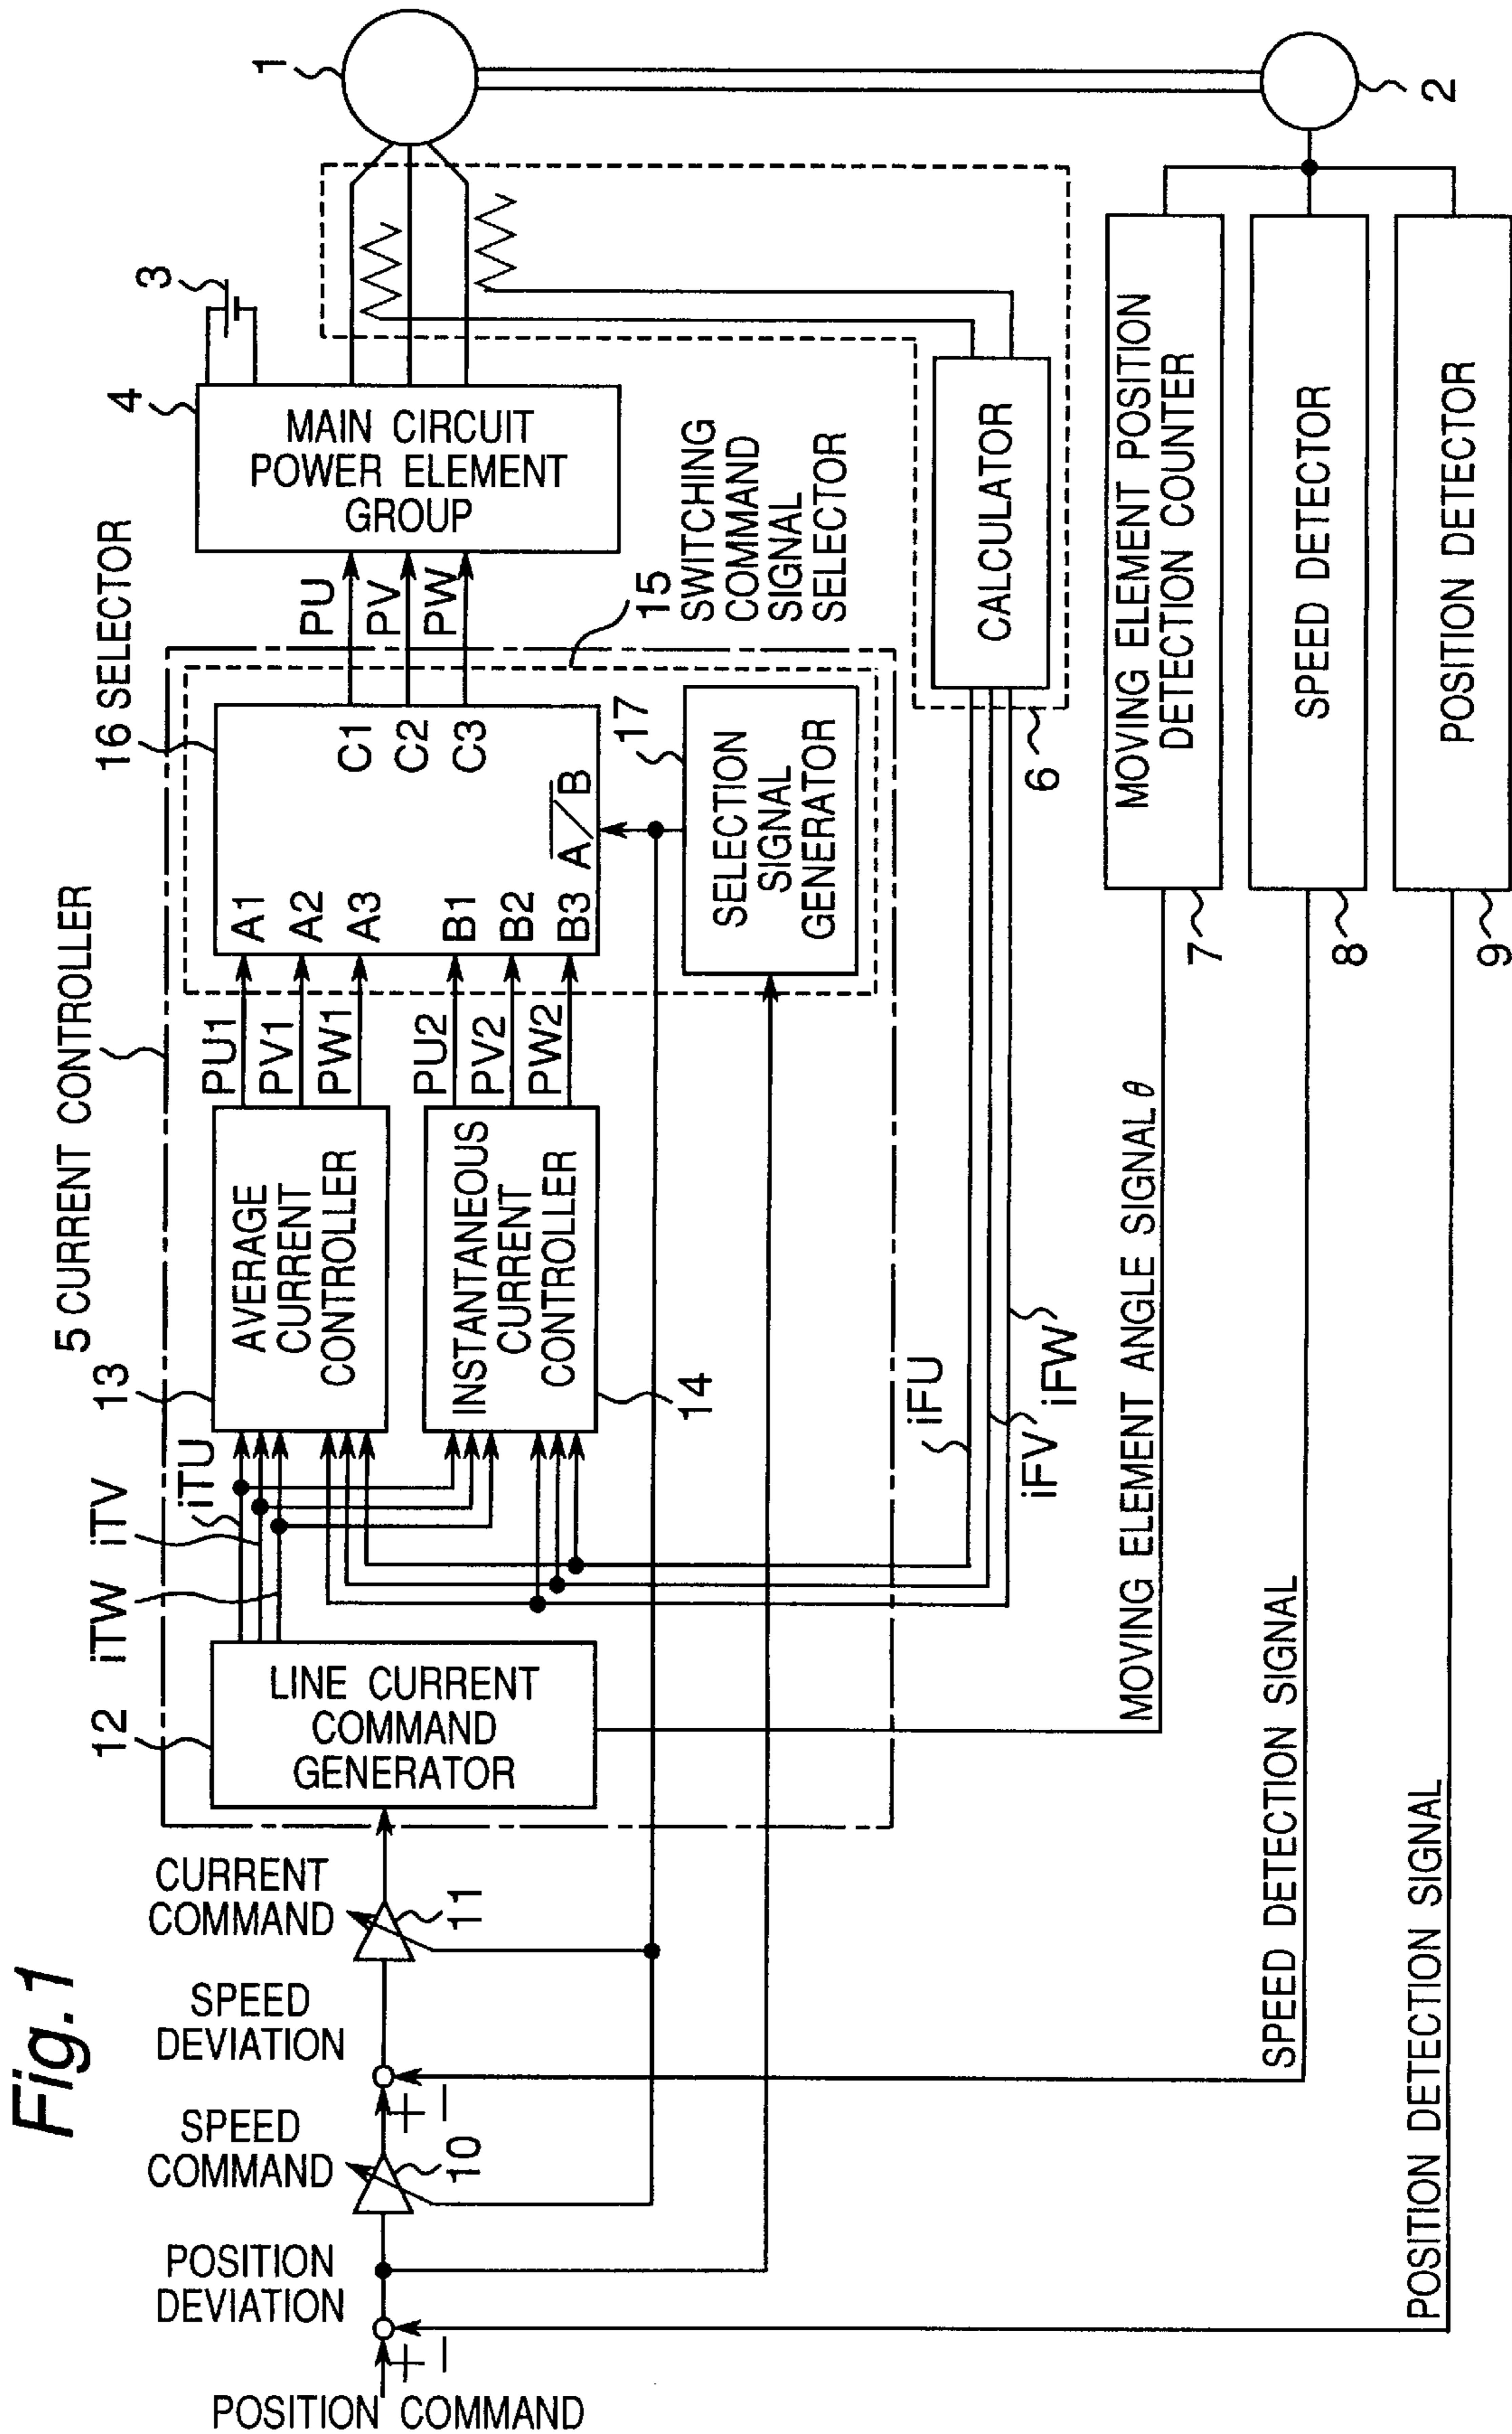 Fig.1
POSITION COMMAND
POSITION
DEVIATION
SPEED
COMMAND
10
SPEED
DEVIATION
CURRENT
COMMAND
11
+
−
+
−
5 CURRENT CONTROLLER
12
LINE CURRENT
COMMAND
GENERATOR
iTW
iTV
iTU
13
AVERAGE
CURRENT
CONTROLLER
INSTANTANEOUS
CURRENT
CONTROLLER
14
PU1
PV1
PW1
PU2
PV2
PW2
16 SELECTOR
A1
A2
A3
B1
B2
B3
C1
C2
C3
A/B
17
SELECTION
SIGNAL
GENERATOR
15
SWITCHING
COMMAND
SIGNAL
SELECTOR
PU
PV
PW
4
MAIN CIRCUIT
POWER ELEMENT
GROUP
3
1
2
CALCULATOR
6
iFU
iFV
iFW
MOVING ELEMENT POSITION
DETECTION COUNTER
7
SPEED DETECTOR
8
POSITION DETECTOR
9
MOVING ELEMENT ANGLE SIGNAL θ
SPEED DETECTION SIGNAL
POSITION DETECTION SIGNAL